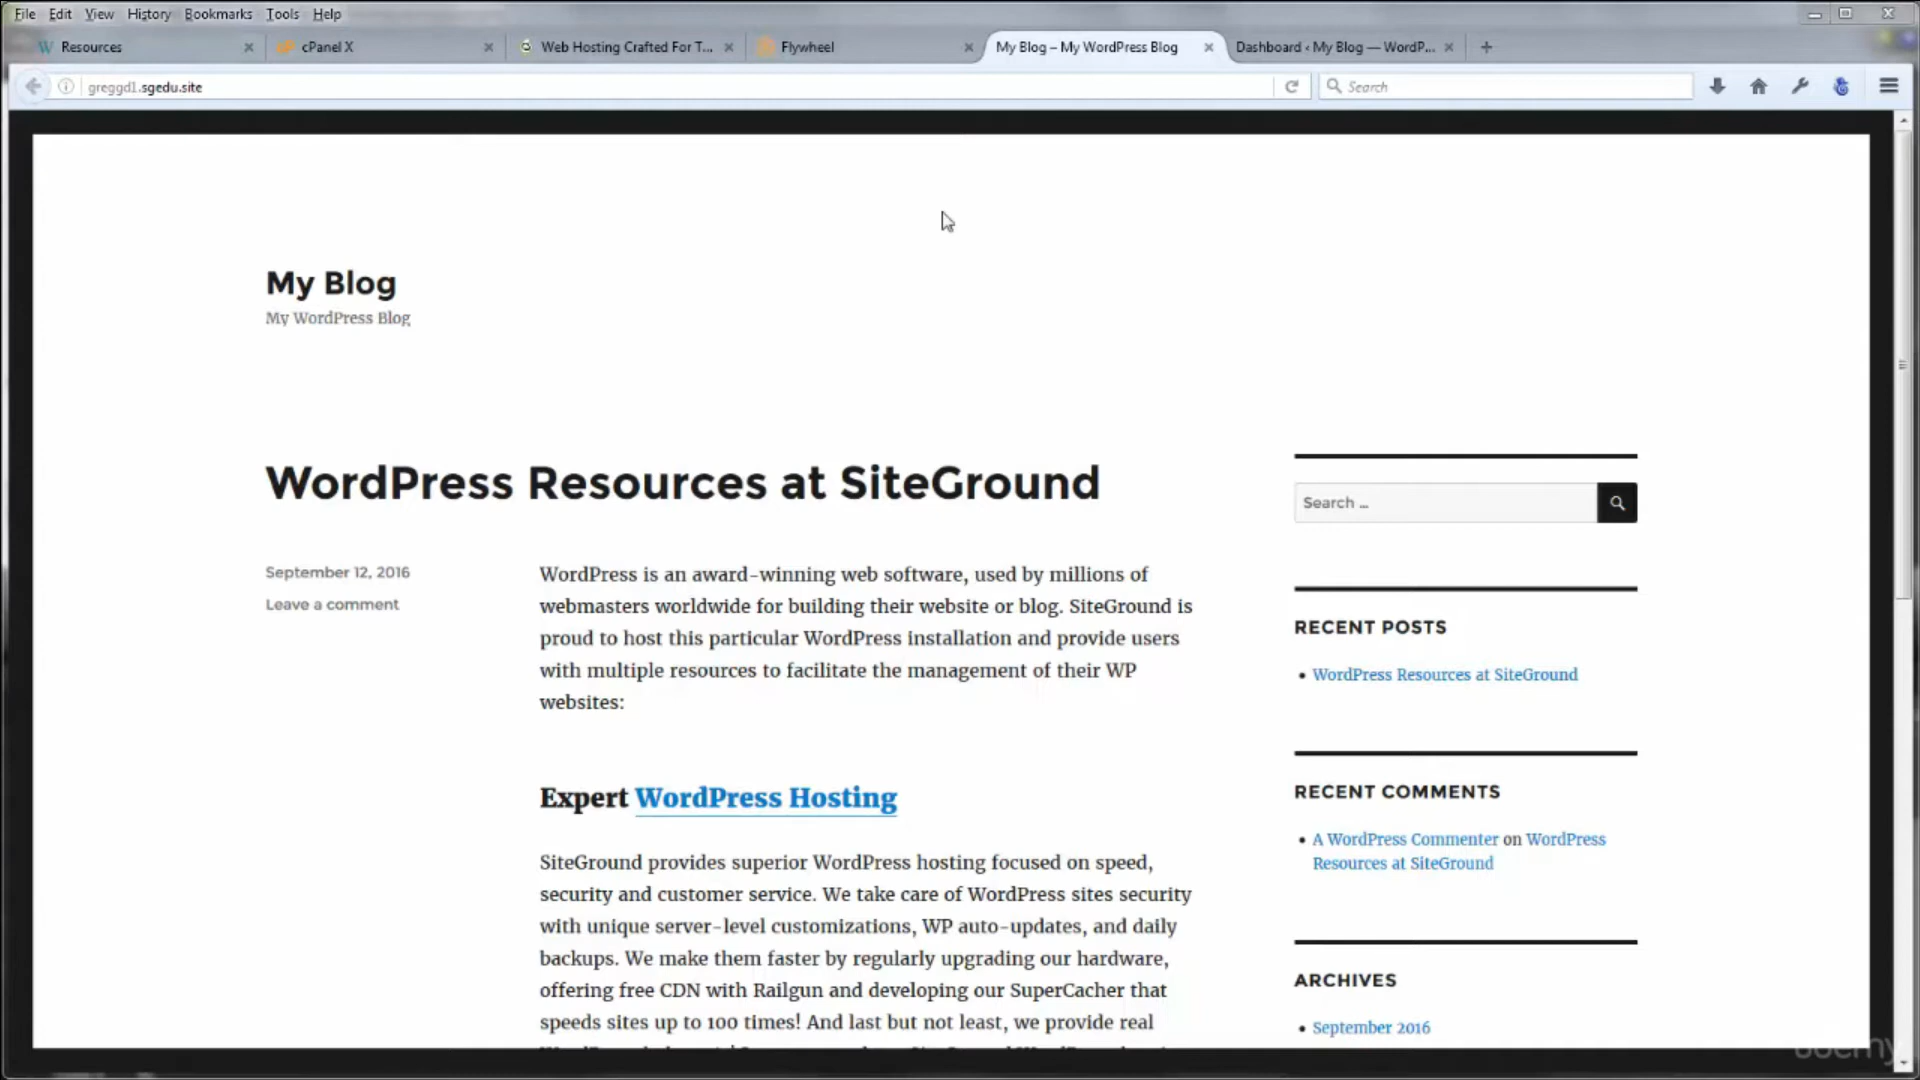 File Edit View History Bookmarks Tools Help
Resources
cPanel X
Web Hosting Crafted For T...
Flywheel
My Blog – My WordPress Blog
Dashboard ‹ My Blog — WordP...
greggd1.sgedu.site
Search
My Blog
My WordPress Blog
WordPress Resources at SiteGround
September 12, 2016
Leave a comment
WordPress is an award-winning web software, used by millions of
webmasters worldwide for building their website or blog. SiteGround is
proud to host this particular WordPress installation and provide users
with multiple resources to facilitate the management of their WP
websites:
Expert WordPress Hosting
SiteGround provides superior WordPress hosting focused on speed,
security and customer service. We take care of WordPress sites security
with unique server-level customizations, WP auto-updates, and daily
backups. We make them faster by regularly upgrading our hardware,
offering free CDN with Railgun and developing our SuperCacher that
speeds sites up to 100 times! And last but not least, we provide real
Search ...
RECENT POSTS
• WordPress Resources at SiteGround
RECENT COMMENTS
• A WordPress Commenter on WordPress
Resources at SiteGround
ARCHIVES
• September 2016
udemy